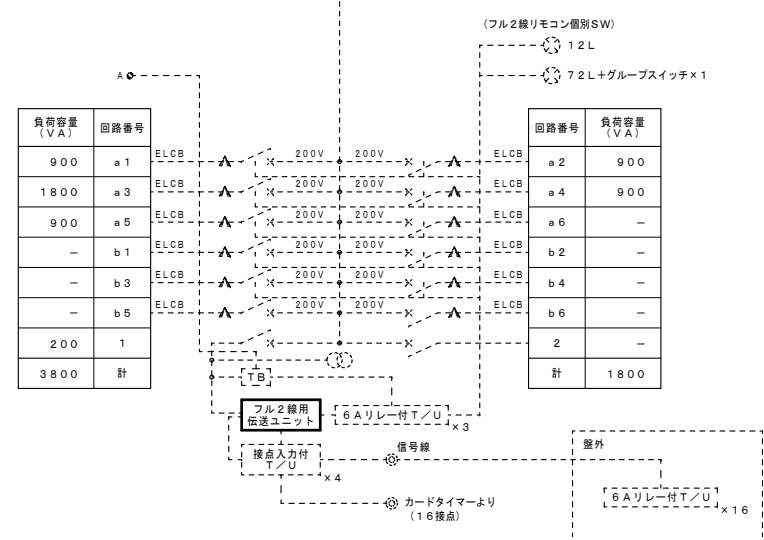 (フル2線リモコン個別SW)
12L
A
72L+グループスイッチ×1
負荷容量
(VA)
回路番号
回路番号
負荷容量
(VA)
900 a1 ELCB 200V 200V ELCB a2 900
1800 a3 ELCB 200V 200V ELCB a4 900
900 a5 ELCB 200V 200V ELCB a6 −
− b1 ELCB 200V 200V ELCB b2 −
− b3 ELCB 200V 200V ELCB b4 −
− b5 ELCB 200V 200V ELCB b6 −
200 1 2 −
3800 計 計 1800
TB
フル2線用
伝送ユニット
6Aリレー付T/U
×3
接点入力付
T/U
×4
信号線
盤外
6Aリレー付T/U
×16
カードタイマーより
(16接点)